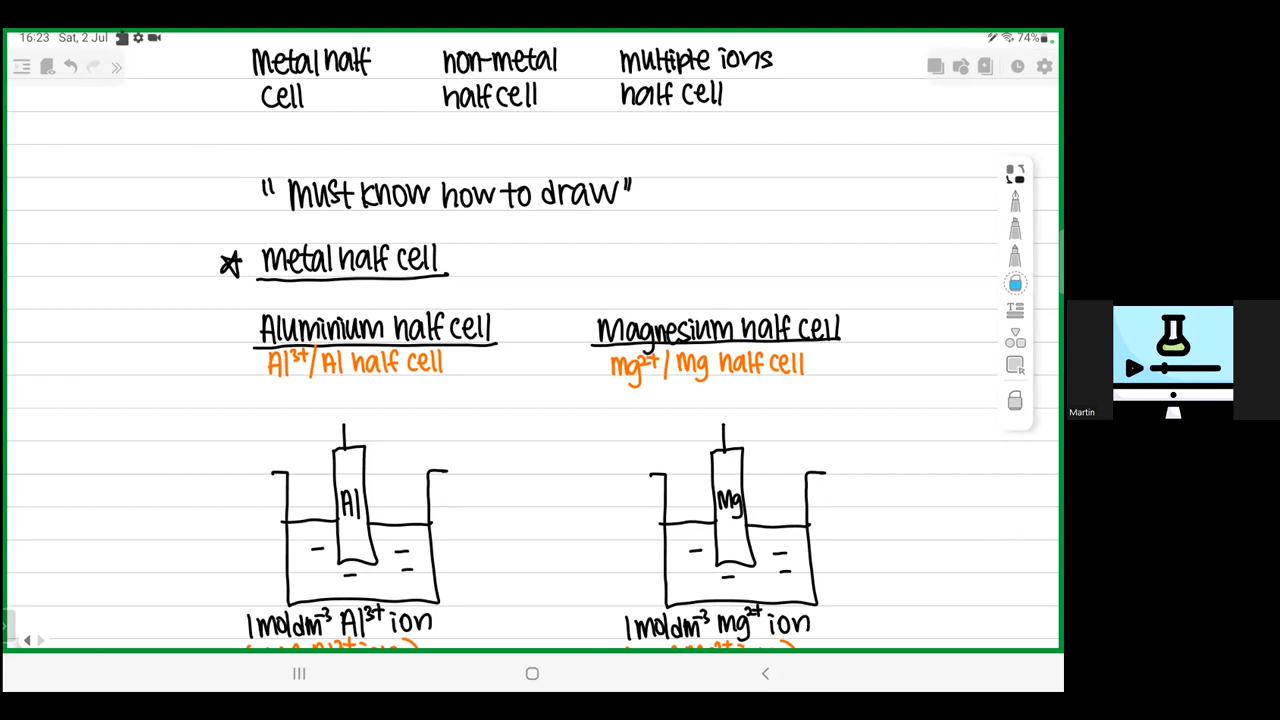 16:23 Sat, 2 Jul
74%
Metal half non-metal multiple ions
cell half cell half cell
"Must know how to draw"
Metal half cell
Aluminium half cell Magnesium half cell
Al³⁺/Al half cell Mg²⁺/Mg half cell
Al Mg
1moldm⁻³ Al³⁺ ion 1moldm⁻³ mg²⁺ ion
Martin